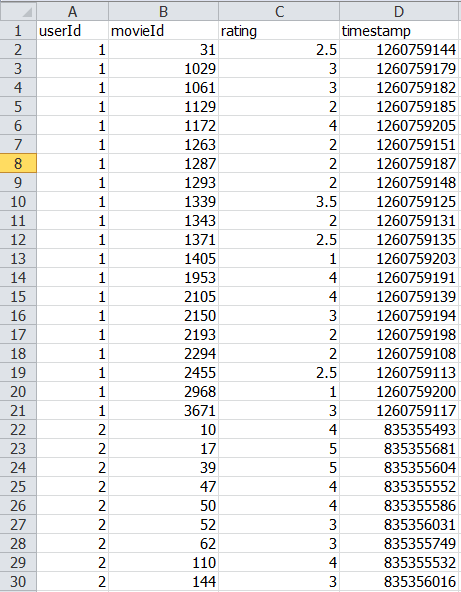 A B C D
1 userId movieId rating timestamp
2 1 31 2.5 1260759144
3 1 1029 3 1260759179
4 1 1061 3 1260759182
5 1 1129 2 1260759185
6 1 1172 4 1260759205
7 1 1263 2 1260759151
8 1 1287 2 1260759187
9 1 1293 2 1260759148
10 1 1339 3.5 1260759125
11 1 1343 2 1260759131
12 1 1371 2.5 1260759135
13 1 1405 1 1260759203
14 1 1953 4 1260759191
15 1 2105 4 1260759139
16 1 2150 3 1260759194
17 1 2193 2 1260759198
18 1 2294 2 1260759108
19 1 2455 2.5 1260759113
20 1 2968 1 1260759200
21 1 3671 3 1260759117
22 2 10 4 835355493
23 2 17 5 835355681
24 2 39 5 835355604
25 2 47 4 835355552
26 2 50 4 835355586
27 2 52 3 835356031
28 2 62 3 835355749
29 2 110 4 835355532
30 2 144 3 835356016